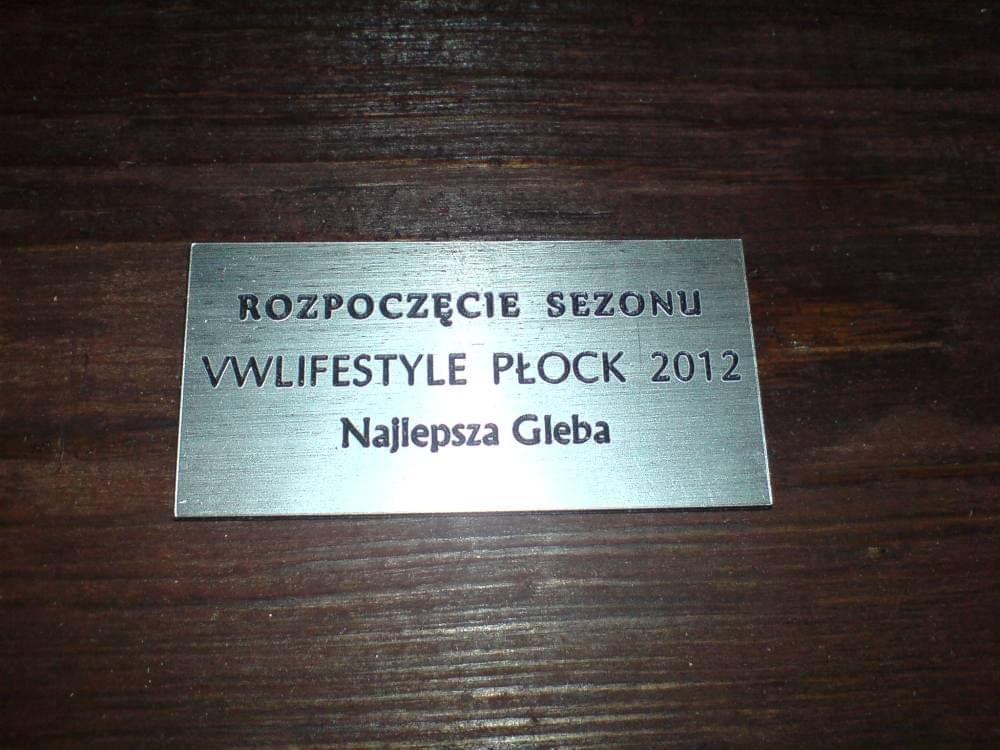 ROZPOCZĘCIE SEZONU
VWLIFESTYLE PŁOCK 2012
Najlepsza Gleba